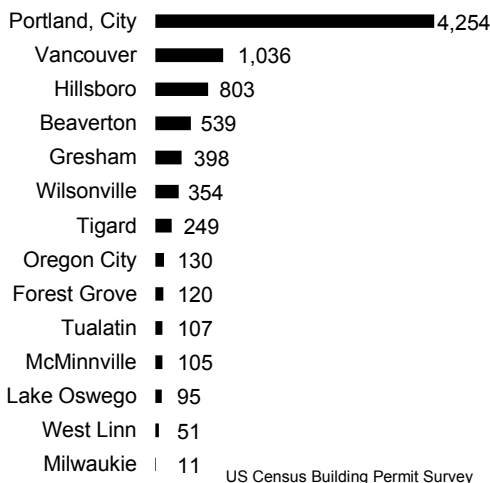 Portland, City 4,254
Vancouver 1,036
Hillsboro 803
Beaverton 539
Gresham 398
Wilsonville 354
Tigard 249
Oregon City 130
Forest Grove 120
Tualatin 107
McMinnville 105
Lake Oswego 95
West Linn 51
Milwaukie 11
US Census Building Permit Survey